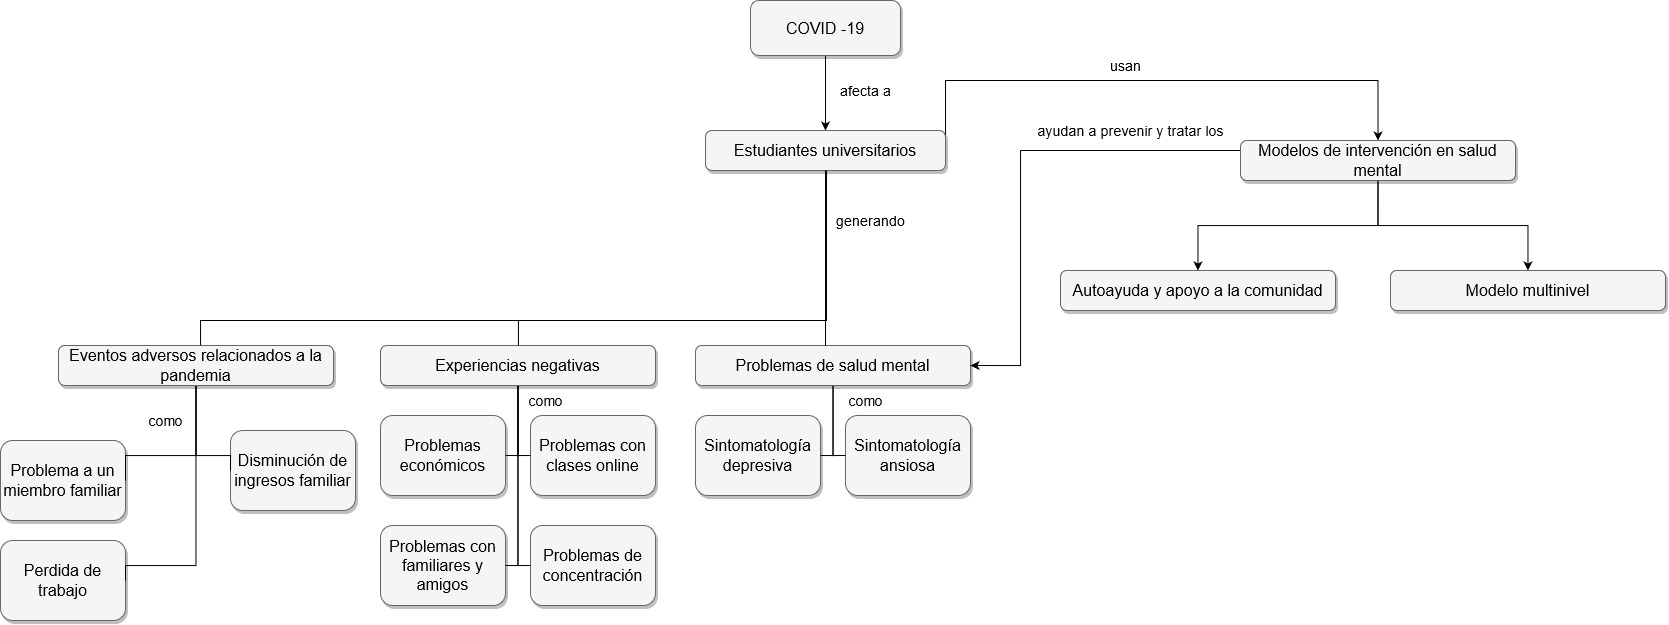 COVID -19
usan
afecta a
ayudan a prevenir y tratar los
Estudiantes universitarios
Modelos de intervención en salud
mental
generando
Autoayuda y apoyo a la comunidad
Modelo multinivel
Eventos adversos relacionados a la
pandemia
Experiencias negativas
Problemas de salud mental
como
como
como
Problema a un
miembro familiar
Disminución de
ingresos familiar
Perdida de
trabajo
Problemas
económicos
Problemas con
clases online
Problemas con
familiares y
amigos
Problemas de
concentración
Sintomatología
depresiva
Sintomatología
ansiosa